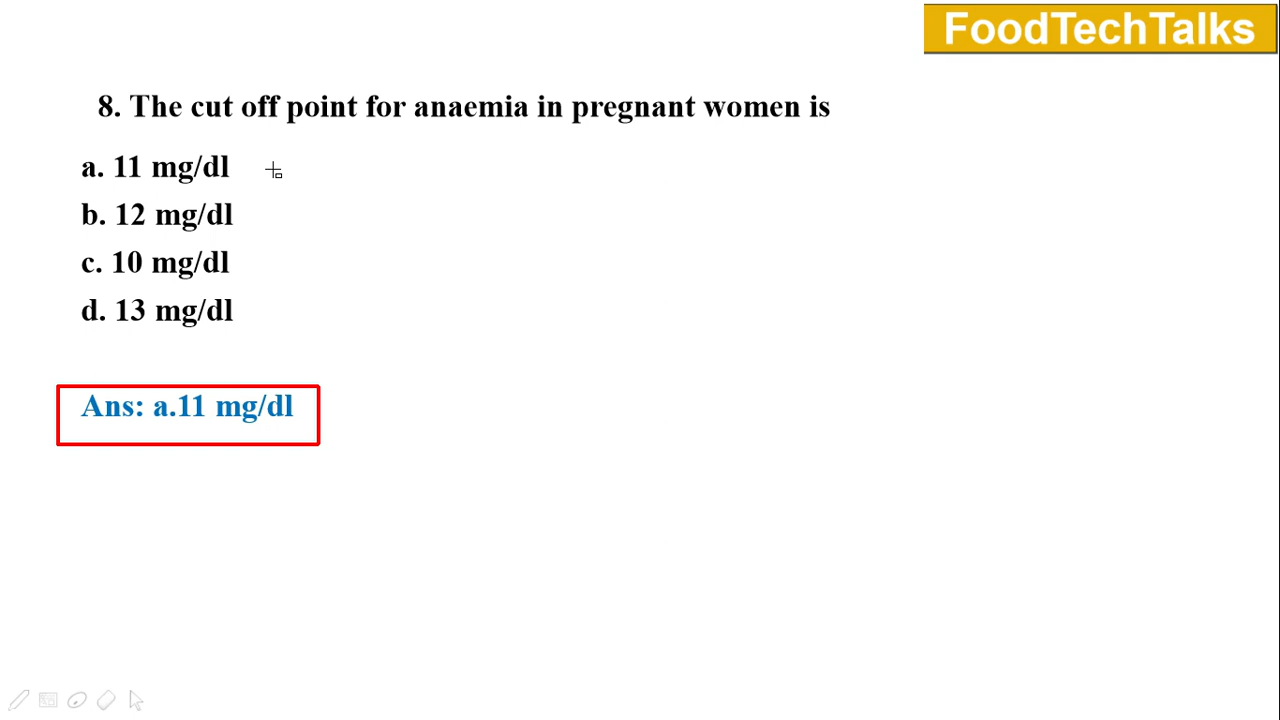 FoodTechTalks
8. The cut off point for anaemia in pregnant women is
a. 11 mg/dl
b. 12 mg/dl
c. 10 mg/dl
d. 13 mg/dl
Ans: a.11 mg/dl